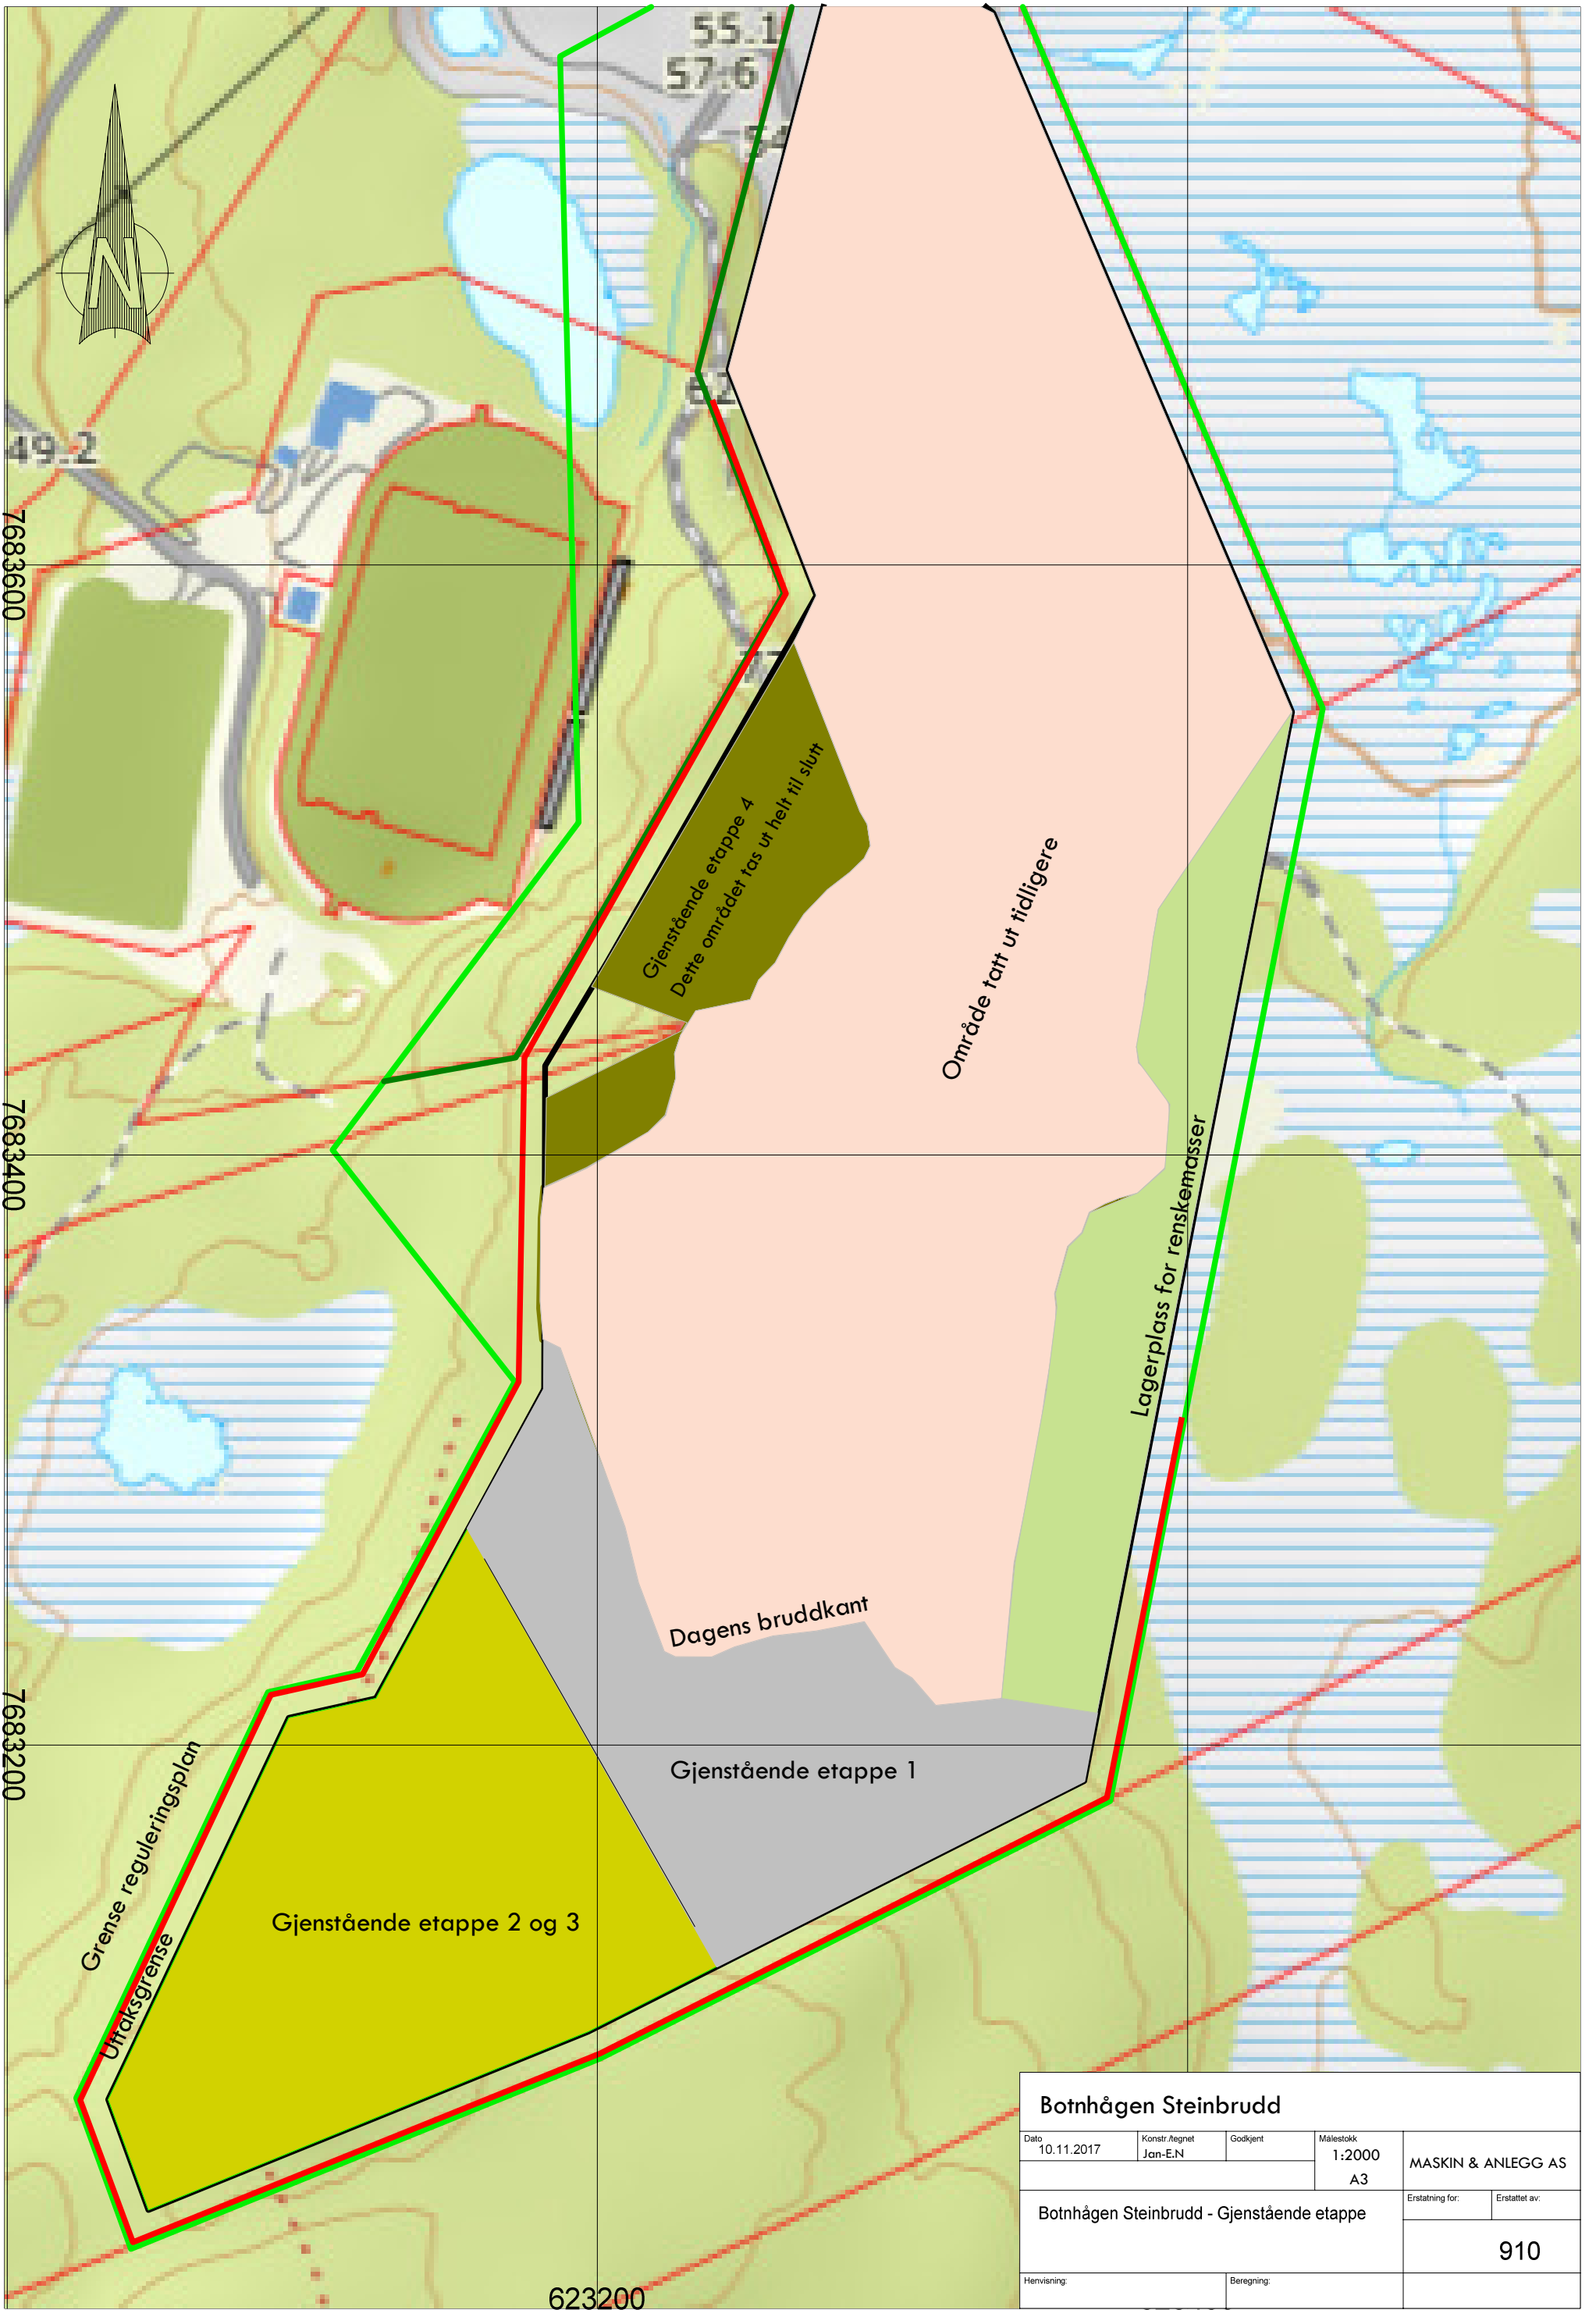 55.1
57.6
54
N
62
49.2
7683600
77
Gjenstående etappe 4
Dette området tas ut helt til slutt
Område tatt ut tidligere
7683400
Lagerplass for renskemasser
Dagens bruddkant
7683200
Gjenstående etappe 1
Grense reguleringsplan
Uttaksgrense
Gjenstående etappe 2 og 3
623200
Botnhågen Steinbrudd
Dato
10.11.2017
Konstr./tegnet
Jan-E.N
Godkjent
Målestokk
1:2000
A3
MASKIN & ANLEGG AS
Botnhågen Steinbrudd - Gjenstående etappe
Erstatning for:
Erstattet av:
910
Henvisning:
Beregning: